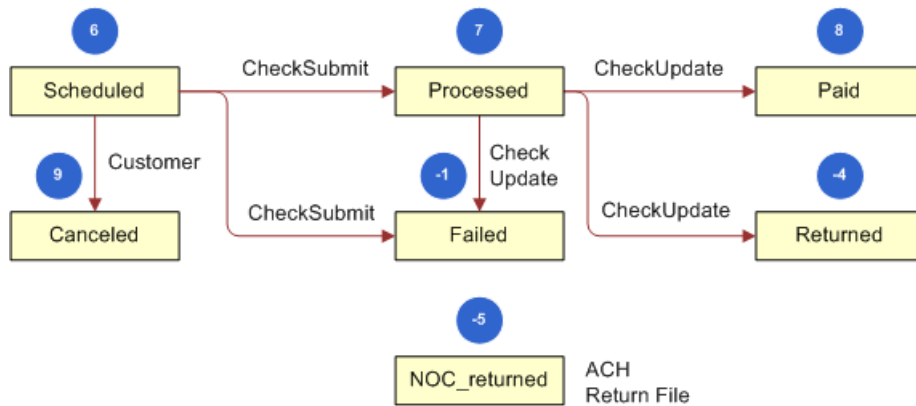 6
7
8
CheckSubmit
CheckUpdate
Scheduled
Processed
Paid
Customer
Check
Update
9
-1
-4
CheckSubmit
CheckUpdate
Canceled
Failed
Returned
-5
NOC_returned
ACH
Return File